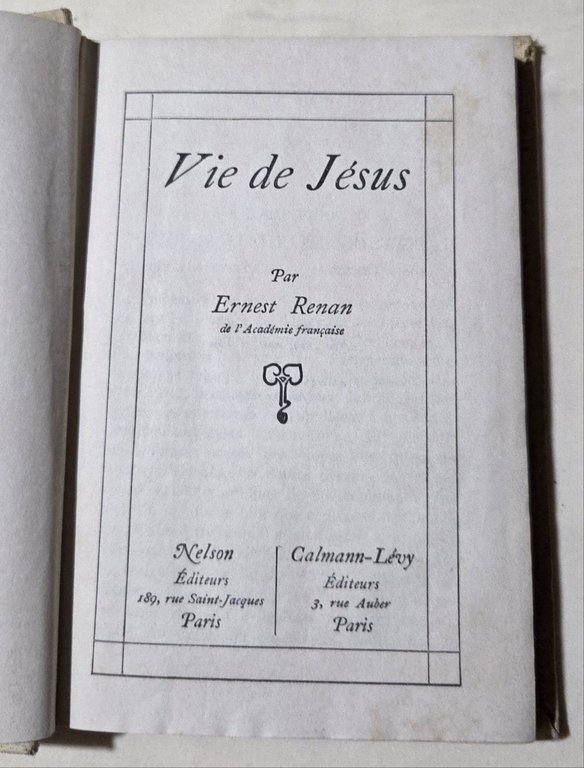 Vie de Jésus
Par
Ernest Renan
de l'Académie française
Nelson
Éditeurs
189, rue Saint-Jacques
Paris
Calmann-Lévy
Éditeurs
3, rue Auber
Paris